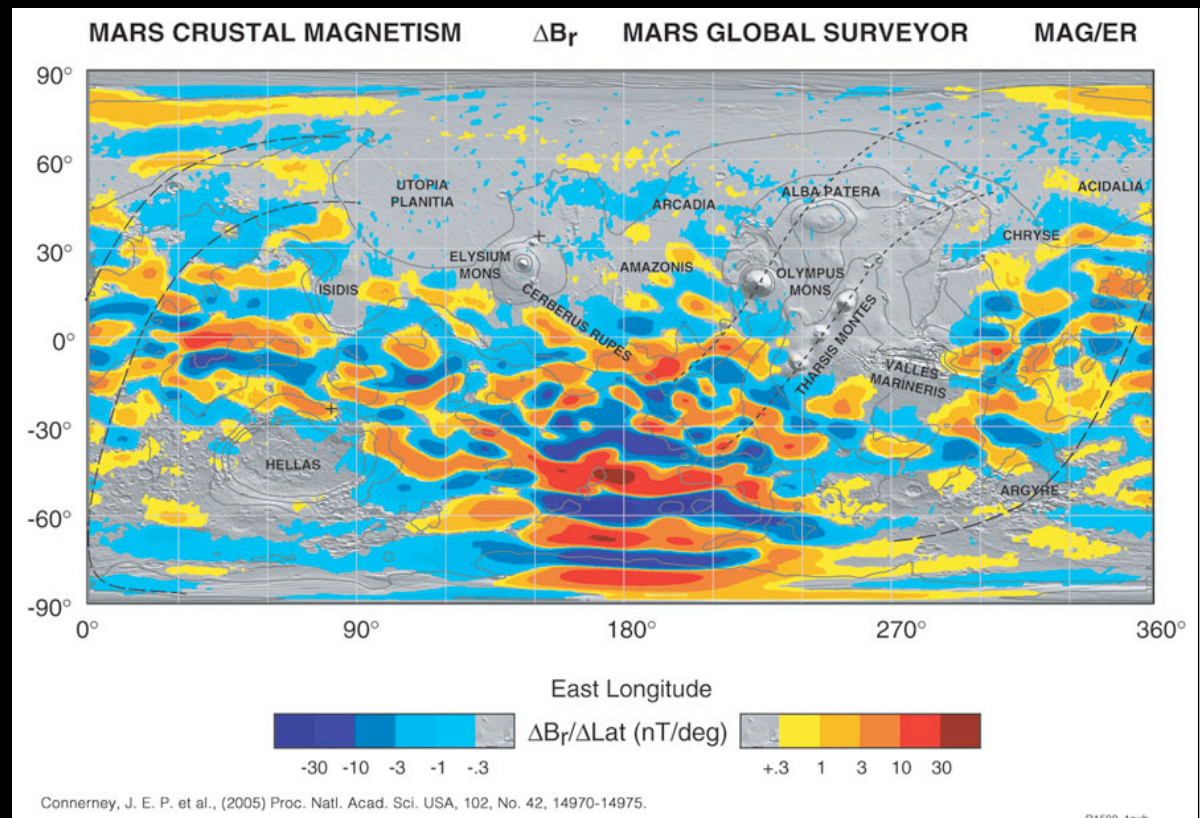 MARS CRUSTAL MAGNETISM ΔBr MARS GLOBAL SURVEYOR MAG/ER
90°
60°
30°
0°
-30°
-60°
-90°
UTOPIA
PLANITIA
ARCADIA
ALBA PATERA
ACIDALIA
CHRYSE
ELYSIUM
MONS
AMAZONIS
OLYMPUS
MONS
ISIDIS
CERBERUS RUPES
THARSIS MONTES
VALLES
MARINERIS
HELLAS
ARGYRE
0° 90° 180° 270° 360°
East Longitude
ΔBr/ΔLat (nT/deg)
-30 -10 -3 -1 -.3 +.3 1 3 10 30
Connerney, J. E. P. et al., (2005) Proc. Natl. Acad. Sci. USA, 102, No. 42, 14970-14975.